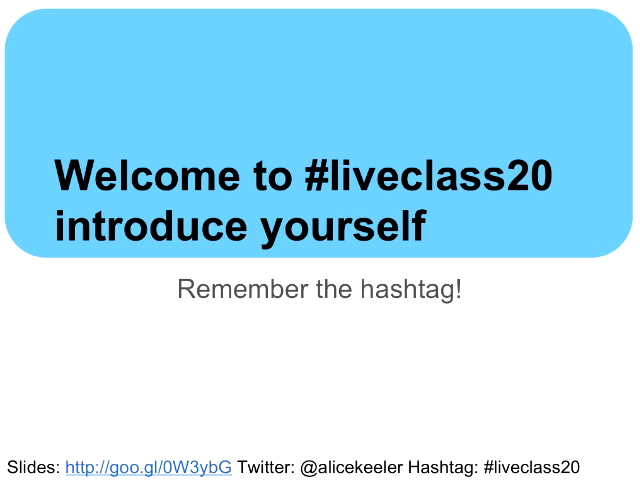 Welcome to #liveclass20
introduce yourself
Remember the hashtag!
Slides: http://goo.gl/0W3ybG Twitter: @alicekeeler Hashtag: #liveclass20